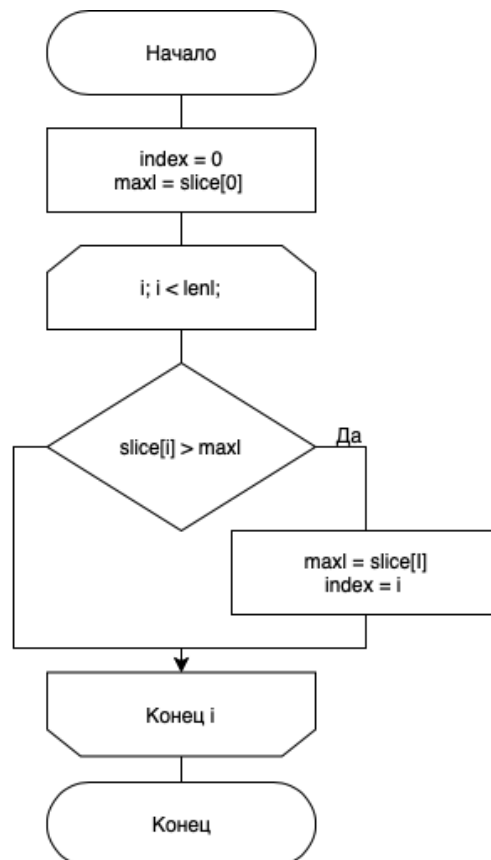 Начало
index = 0
maxl = slice[0]
i; i < lenl;
slice[i] > maxl
Да
maxl = slice[I]
index = i
Конец i
Конец